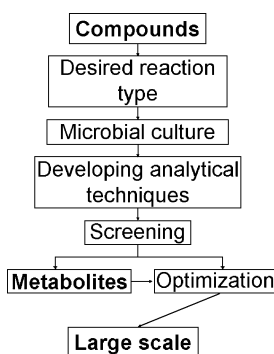 Compounds
Desired reaction
type
Microbial culture
Developing analytical
techniques
Screening
Metabolites
Optimization
Large scale